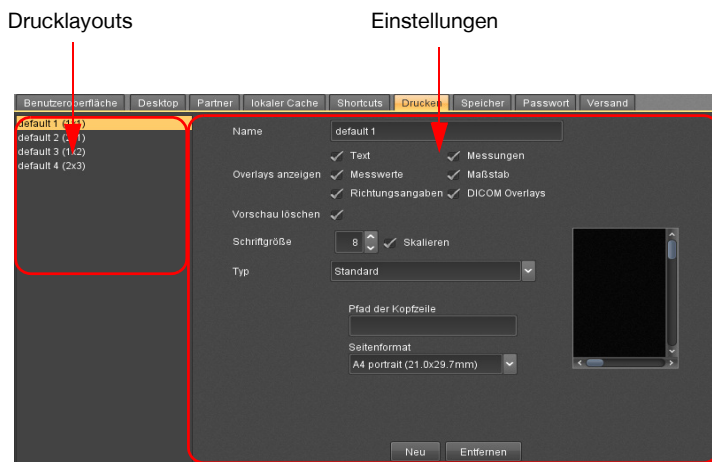 Drucklayouts
Einstellungen
Benutzeroberfläche Desktop Partner lokaler Cache Shortcuts Drucken Speicher Passwort Versand
default 1 (1x1)
default 2 (2x1)
default 3 (1x2)
default 4 (2x3)
Name default 1
Text Messungen
Overlays anzeigen Messwerte Maßstab
Richtungsangaben DICOM Overlays
Vorschau löschen
Schriftgröße 8 Skalieren
Typ Standard
Pfad der Kopfzeile
Seitenformat
A4 portrait (21.0x29.7mm)
Neu Entfernen